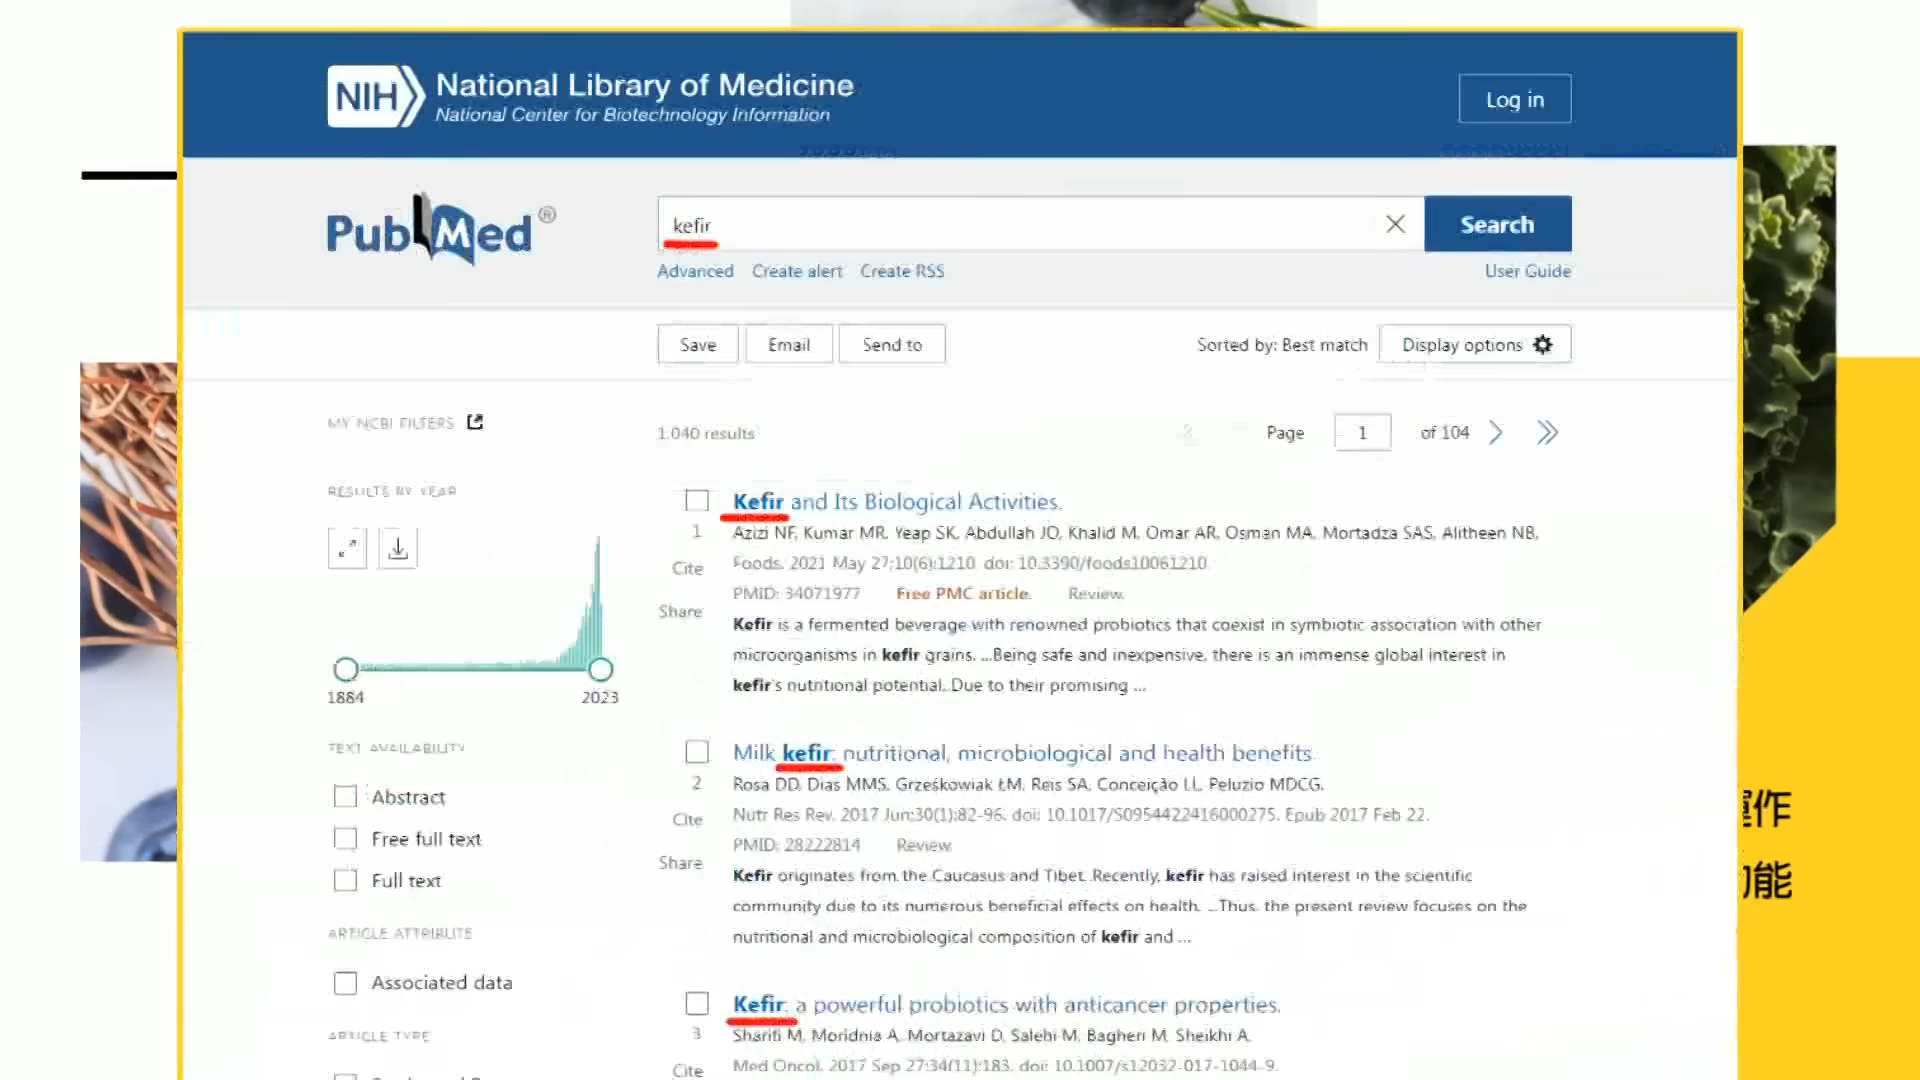 NIH National Library of Medicine
National Center for Biotechnology Information
Log in
PubMed®
kefir
Search
Advanced Create alert Create RSS
User Guide
Save Email Send to
Sorted by: Best match Display options
MY NCBI FILTERS
1,040 results
Page 1 of 104
RESULTS BY YEAR
1884 2023
Kefir and Its Biological Activities.
1
Azizi NF, Kumar MR, Yeap SK, Abdullah JO, Khalid M, Omar AR, Osman MA, Mortadza SAS, Alitheen NB.
Cite
Foods. 2021 May 27;10(6):1210. doi: 10.3390/foods10061210.
PMID: 34071977 Free PMC article. Review.
Share
Kefir is a fermented beverage with renowned probiotics that coexist in symbiotic association with other
microorganisms in kefir grains. ...Being safe and inexpensive, there is an immense global interest in
kefir's nutritional potential. Due to their promising ...
TEXT AVAILABILITY
Abstract
Free full text
Full text
Milk kefir: nutritional, microbiological and health benefits.
2
Rosa DD, Dias MMS, Grześkowiak ŁM, Reis SA, Conceição LL, Peluzio MDCG.
Cite
Nutr Res Rev. 2017 Jun;30(1):82-96. doi: 10.1017/S0954422416000275. Epub 2017 Feb 22.
PMID: 28222814 Review.
Share
Kefir originates from the Caucasus and Tibet. Recently, kefir has raised interest in the scientific
community due to its numerous beneficial effects on health. ...Thus, the present review focuses on the
nutritional and microbiological composition of kefir and ...
ARTICLE ATTRIBUTE
Associated data
ARTICLE TYPE
Kefir: a powerful probiotics with anticancer properties.
3
Sharifi M, Moridnia A, Mortazavi D, Salehi M, Bagheri M, Sheikhi A.
Cite
Med Oncol. 2017 Sep 27;34(11):183. doi: 10.1007/s12032-017-1044-9.
作
能